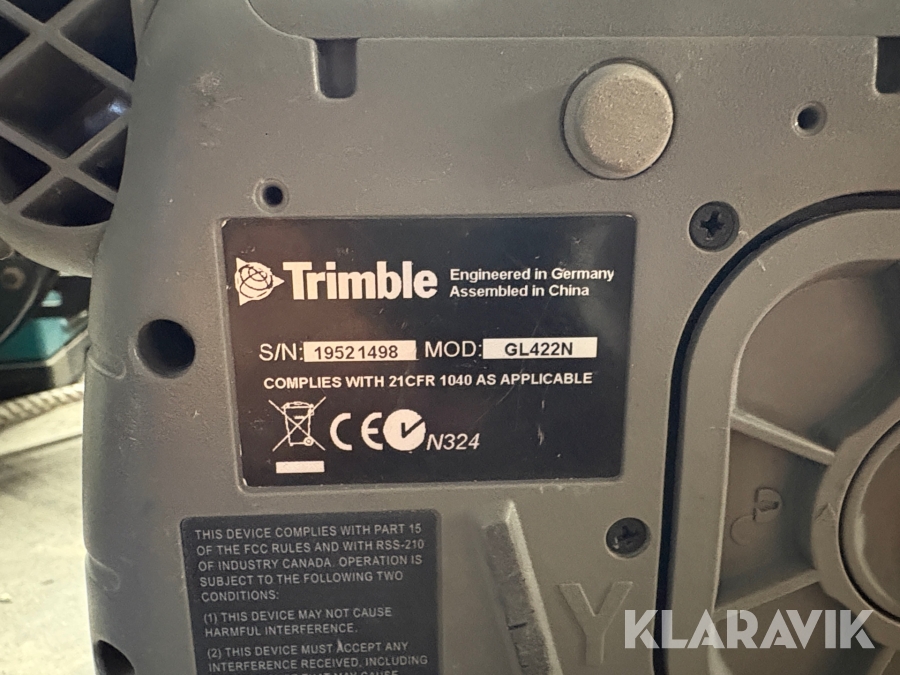 Trimble
Engineered in Germany
Assembled in China
S/N: 19521498 MOD: GL422N
COMPLIES WITH 21CFR 1040 AS APPLICABLE
CE N324
THIS DEVICE COMPLIES WITH PART 15
OF THE FCC RULES AND WITH RSS-210
OF INDUSTRY CANADA. OPERATION IS
SUBJECT TO THE FOLLOWING TWO
CONDITIONS:
(1) THIS DEVICE MAY NOT CAUSE
HARMFUL INTERFERENCE.
(2) THIS DEVICE MUST ACCEPT ANY
INTERFERENCE RECEIVED, INCLUDING
Y
KLARAVIK